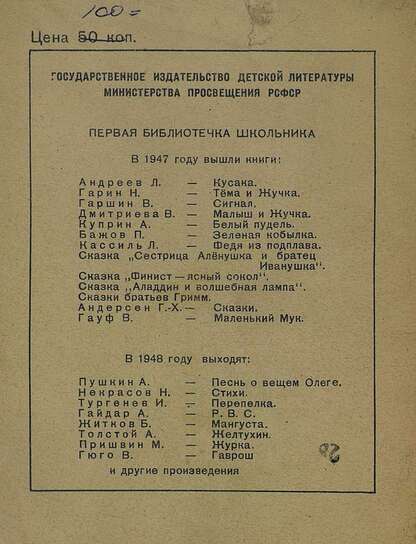 100=
Цена 50 коп.
ГОСУДАРСТВЕННОЕ ИЗДАТЕЛЬСТВО ДЕТСКОЙ ЛИТЕРАТУРЫ
МИНИСТЕРСТВА ПРОСВЕЩЕНИЯ РСФСР
ПЕРВАЯ БИБЛИОТЕЧКА ШКОЛЬНИКА
В 1947 году вышли книги:
Андреев Л. — Кусака.
Гарин Н. — Тёма и Жучка.
Гаршин В. — Сигнал.
Дмитриева В. — Малыш и Жучка.
Куприн А. — Белый пудель.
Бажов П. — Зеленая кобылка.
Кассиль Л. — Федя из подплава.
Сказка „Сестрица Алёнушка и братец
Иванушка".
Сказка „Финист — ясный сокол".
Сказка „Аладдин и волшебная лампа".
Сказки братьев Гримм.
Андерсен Г.-Х. — Сказки.
Гауф В. — Маленький Мук.
В 1948 году выходят:
Пушкин А. — Песнь о вещем Олеге.
Некрасов Н. — Стихи.
Тургенев И. — Перепелка.
Гайдар А. — Р. В. С.
Житков Б. — Мангуста.
Толстой А. — Желтухин.
Пришвин М. — Журка.
Гюго В. — Гаврош
и другие произведения